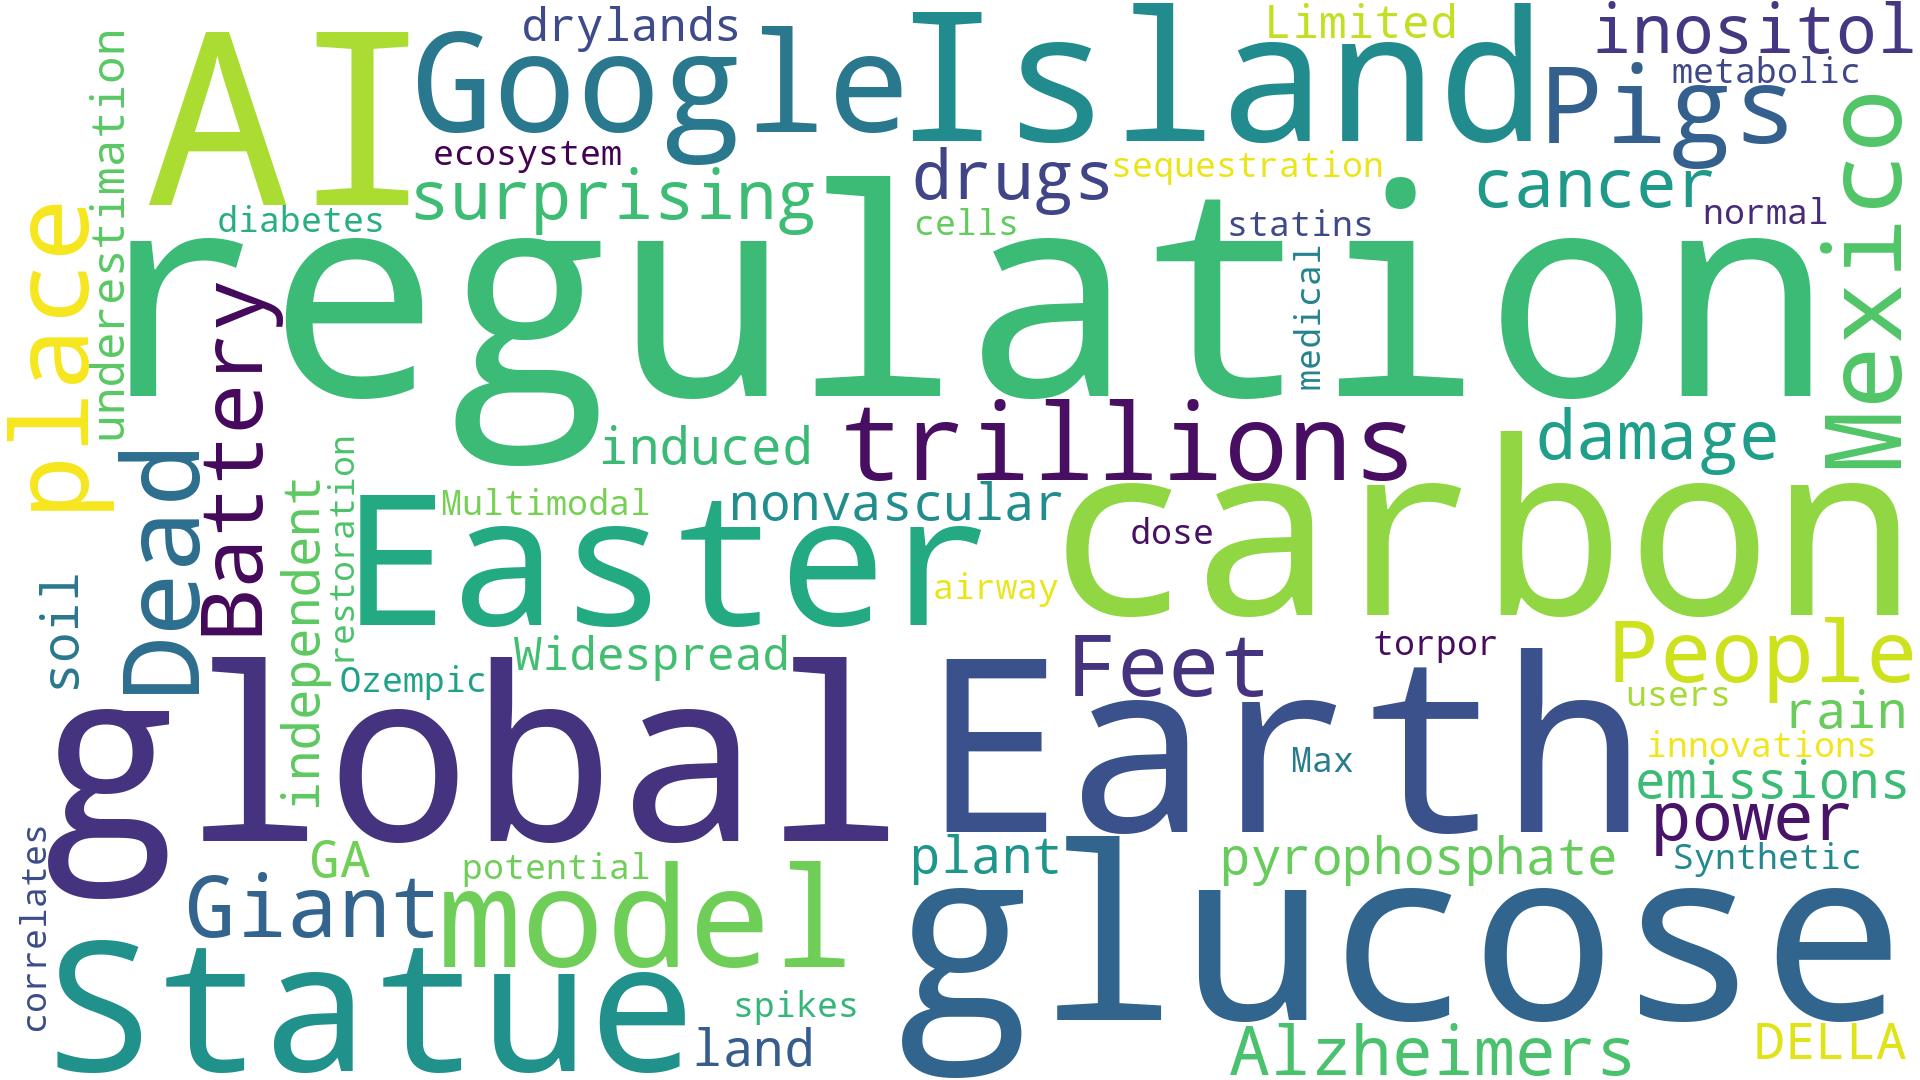 drylands
Limited
inositol
AI
Google
Island
Pigs
metabolic
underestimation
ecosystem
surprising
drugs
sequestration
cancer
Mexico
place
diabetes
cells
statins
normal
regulation
medical
Battery
Dead
induced
trillions
damage
restoration
independent
Multimodal
nonvascular
Easter
dose
carbon
airway
soil
Widespread
Ozempic
Feet
torpor
People
users
rain
global
Earth
Max
innovations
emissions
power
correlates
GA
potential
plant
pyrophosphate
Synthetic
Giant
model
glucose
Statue
spikes
land
Alzheimers
DELLA